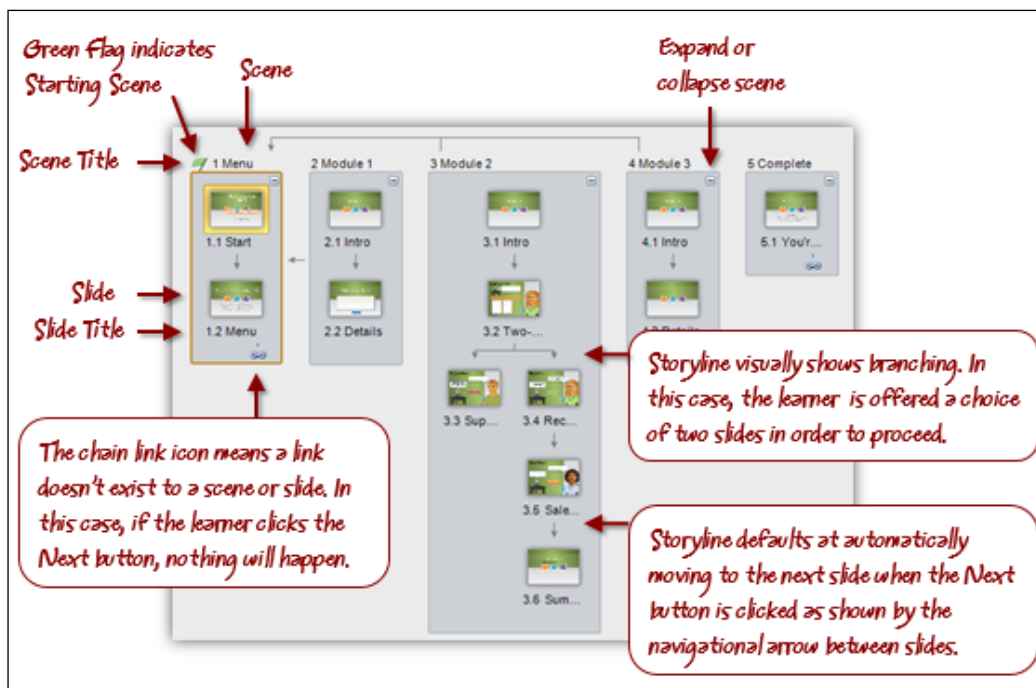 Green Flag indicates
Starting Scene
Scene
Expand or
collapse scene
Scene Title
1 Menu
2 Module 1
3 Module 2
4 Module 3
5 Complete
1.1 Start
2.1 Intro
3.1 Intro
4.1 Intro
5.1 You'r...
Slide
Slide Title
1.2 Menu
2.2 Details
3.2 Two-...
4.2 Details
3.3 Sup...
3.4 Rec...
3.5 Sale...
3.6 Sum...
Storyline visually shows branching. In
this case, the learner is offered a choice
of two slides in order to proceed.
The chain link icon means a link
doesn't exist to a scene or slide. In
this case, if the learner clicks the
Next button, nothing will happen.
Storyline defaults at automatically
moving to the next slide when the Next
button is clicked as shown by the
navigational arrow between slides.